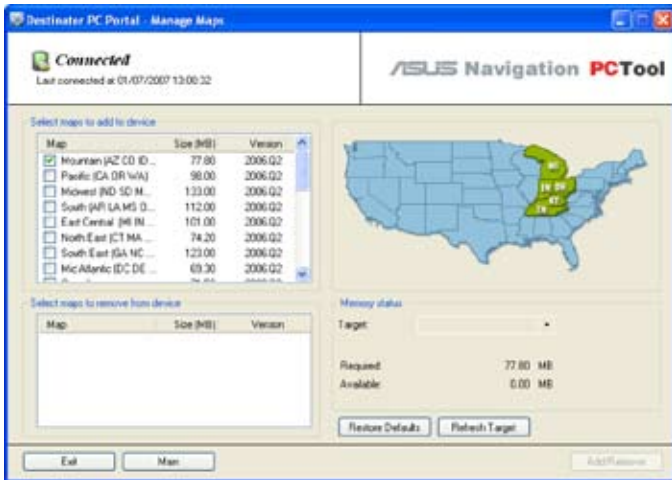 Destinator PC Portal - Manage Maps
Connected
Last connected at 01/07/2007 13:00:32
ASUS Navigation PCTool
Select maps to add to device
Map Size (MB) Version
Mountain (AZ CO ID ... 77.80 2006.Q2
Pacific (CA OR WA) 98.00 2006.Q2
Midwest (ND SD M... 133.00 2006.Q2
South (AR LA MS O... 112.00 2006.Q2
East Central (MI IN ... 101.00 2006.Q2
North East (CT MA ... 74.20 2006.Q2
South East (GA NC ... 123.00 2006.Q2
Mid Atlantic (DC DE ... 69.30 2006.Q2
MI
IN OH
KY
TN
Select maps to remove from device
Map Size (MB) Version
Memory status
Target:
Required: 77.80 MB
Available: 0.00 MB
Restore Defaults Refresh Target
Exit Main Add/Remove